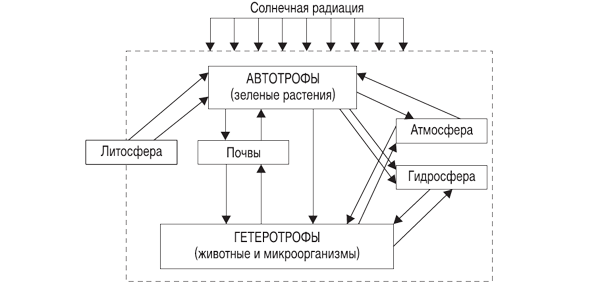 Солнечная радиация
АВТОТРОФЫ
(зеленые растения)
Атмосфера
Литосфера
Почвы
Гидросфера
ГЕТЕРОТРОФЫ
(животные и микроорганизмы)